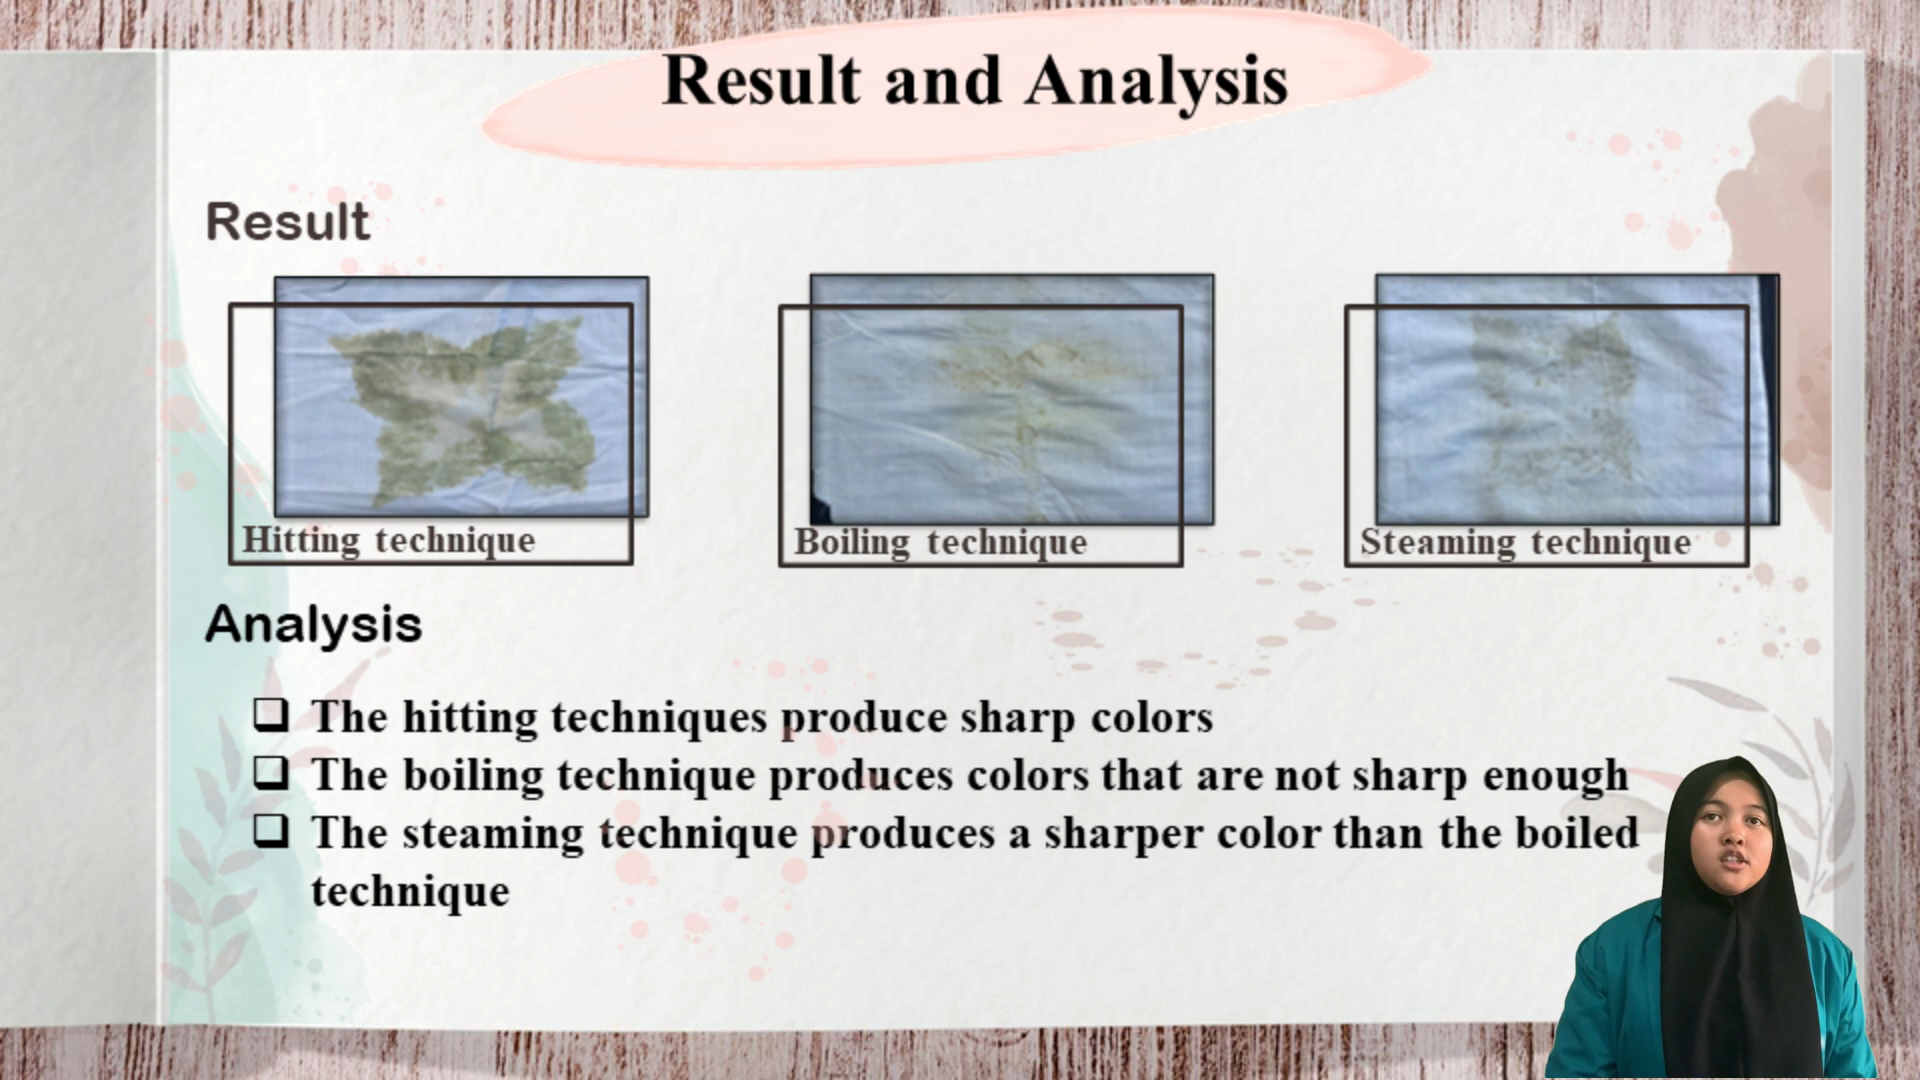 Result and Analysis
Result
Hitting technique
Boiling technique
Steaming technique
Analysis
❑ The hitting techniques produce sharp colors
❑ The boiling technique produces colors that are not sharp enough
❑ The steaming technique produces a sharper color than the boiled
technique